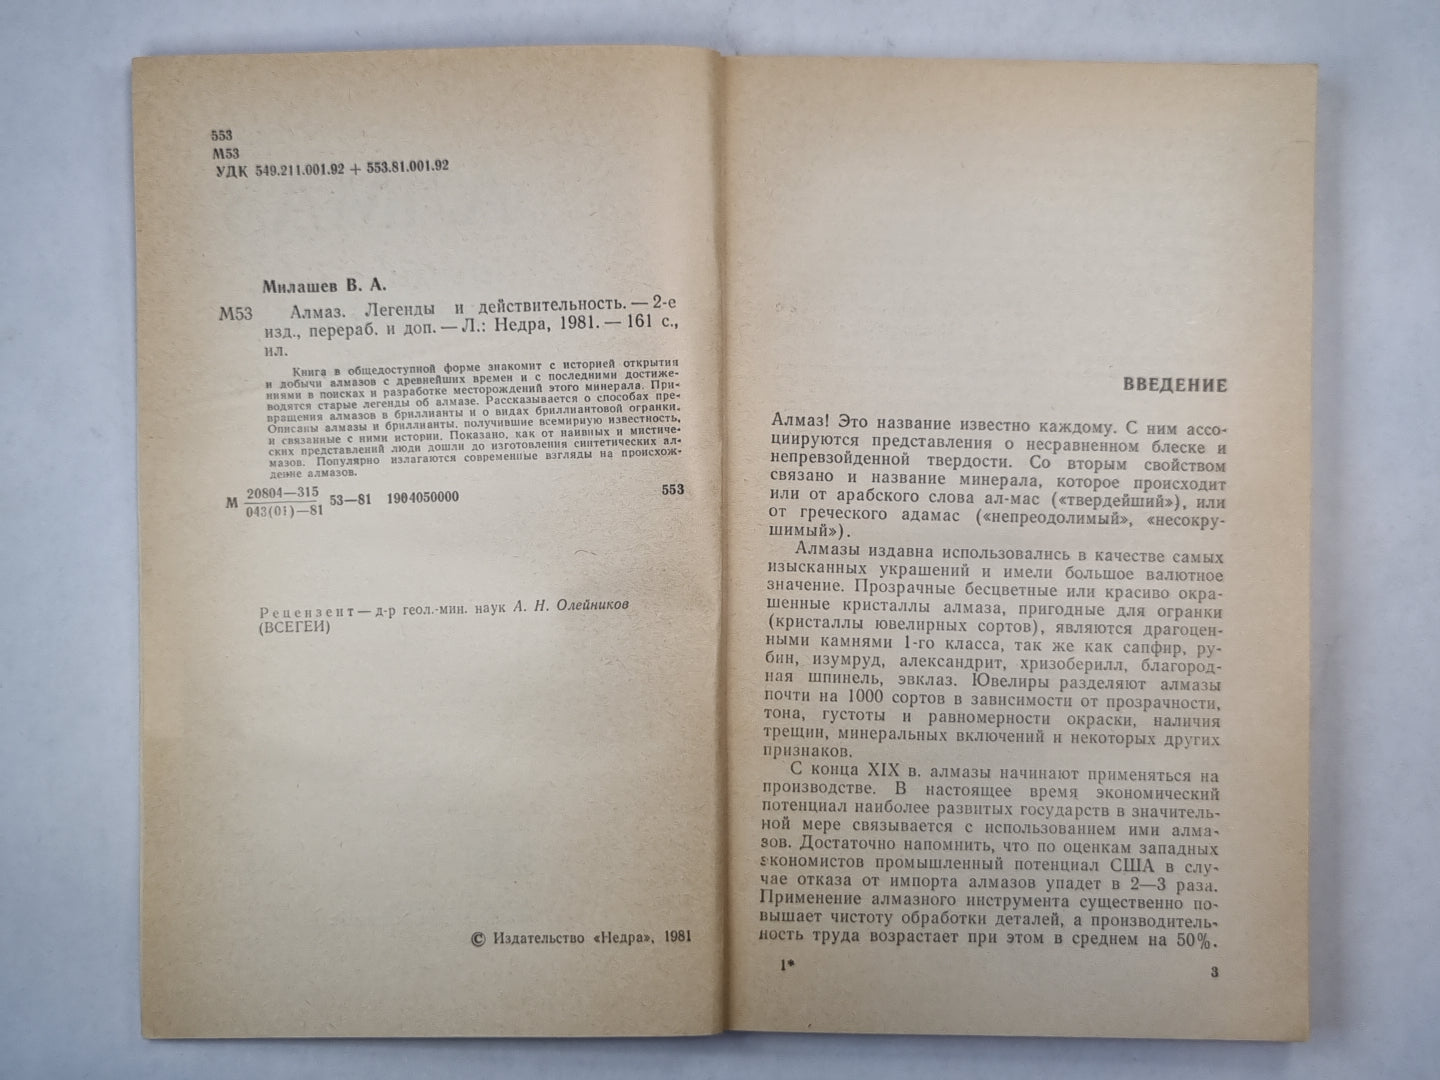 553
М53
УДК 549.211.001.92 + 553.81.001.92
Милашев В. А.
М53 Алмаз. Легенды и действительность. — 2-е
изд., перераб. и доп. — Л.: Недра, 1981. — 161 с.,
ил.
Книга в общедоступной форме знакомит с историей открытия
и добычи алмазов с древнейших времен и с последними достиже-
ниями в поисках и разработке месторождений этого минерала. При-
водятся старые легенды об алмазе. Рассказывается о способах пре-
вращения алмазов в бриллианты и о видах бриллиантовой огранки.
Описаны алмазы и бриллианты, получившие всемирную известность,
и связанные с ними истории. Показано, как от наивных и мистиче-
ских представлений люди дошли до изготовления синтетических ал-
мазов. Популярно излагаются современные взгляды на происхож-
дение алмазов.
М 20804—315
043(01)—81 53—81 1904050000 553
Рецензент — д-р геол.-мин. наук А. Н. Олейников
(ВСЕГЕИ)
© Издательство «Недра», 1981
ВВЕДЕНИЕ
Алмаз! Это название известно каждому. С ним ассо-
циируются представления о несравненном блеске и
непревзойденной твердости. Со вторым свойством
связано и название минерала, которое происходит
или от арабского слова ал-мас («твердейший»), или
от греческого адамас («непреодолимый», «несокру-
шимый»).
Алмазы издавна использовались в качестве самых
изысканных украшений и имели большое валютное
значение. Прозрачные бесцветные или красиво окра-
шенные кристаллы алмаза, пригодные для огранки
(кристаллы ювелирных сортов), являются драгоцен-
ными камнями 1-го класса, так же как сапфир, ру-
бин, изумруд, александрит, хризоберилл, благород-
ная шпинель, эвклаз. Ювелиры разделяют алмазы
почти на 1000 сортов в зависимости от прозрачности,
тона, густоты и равномерности окраски, наличия
трещин, минеральных включений и некоторых других
признаков.
С конца XIX в. алмазы начинают применяться на
производстве. В настоящее время экономический
потенциал наиболее развитых государств в значитель-
ной мере связывается с использованием ими алма-
зов. Достаточно напомнить, что по оценкам западных
экономистов промышленный потенциал США в слу-
чае отказа от импорта алмазов упадет в 2—3 раза.
Применение алмазного инструмента существенно по-
вышает чистоту обработки деталей, а производитель-
ность труда возрастает при этом в среднем на 50%.
1*
3